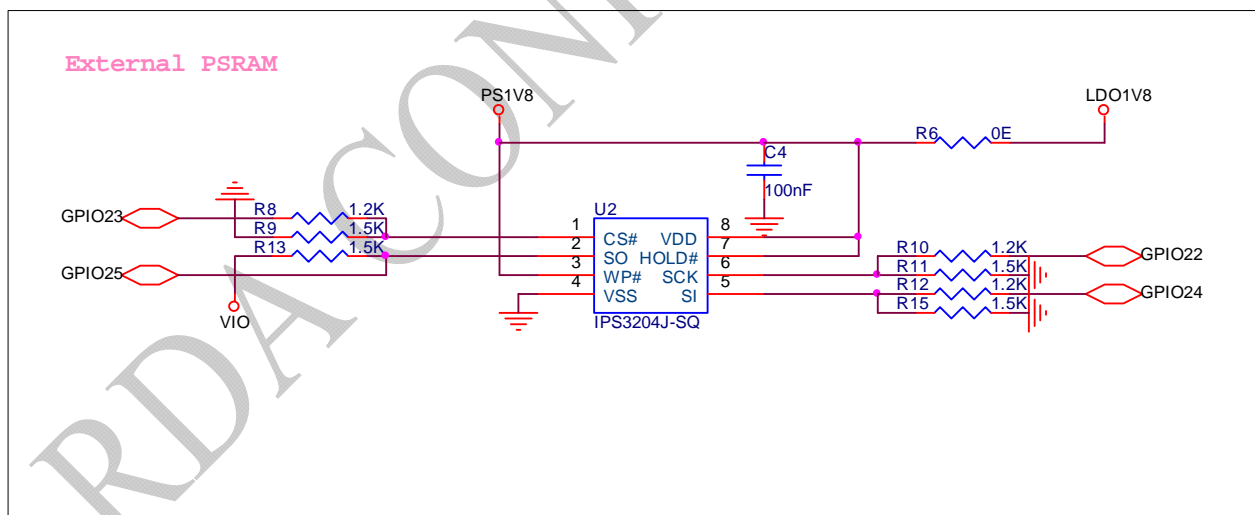 RDA CONF
External PSRAM
PS1V8
LDO1V8
R6 0E
C4
100nF
GPIO23
R8 1.2K
R9 1.5K
R13 1.5K
GPIO25
VIO
U2
1 CS# VDD 8
2 SO HOLD# 7
3 WP# SCK 6
4 VSS SI 5
IPS3204J-SQ
R10 1.2K
GPIO22
R11 1.5K
R12 1.2K
GPIO24
R15 1.5K